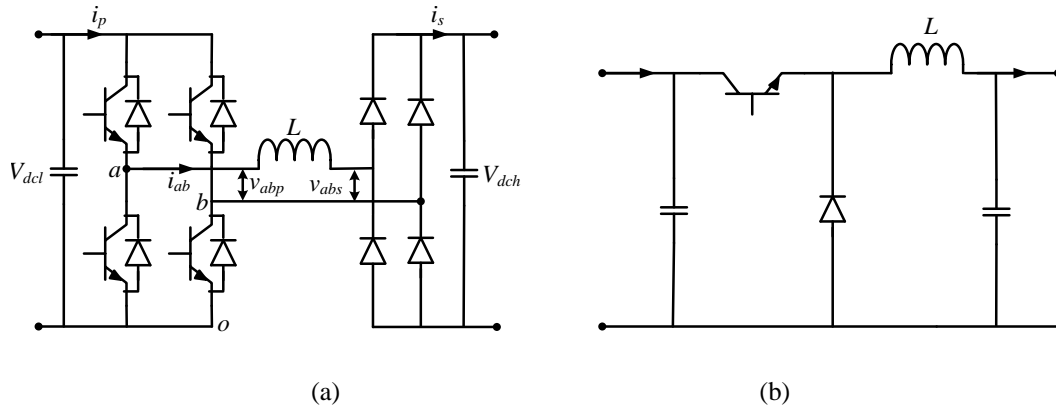 i_p
i_s
L
L
V_dcl
a
i_ab
v_abp
v_abs
V_dch
b
o
(a)
(b)